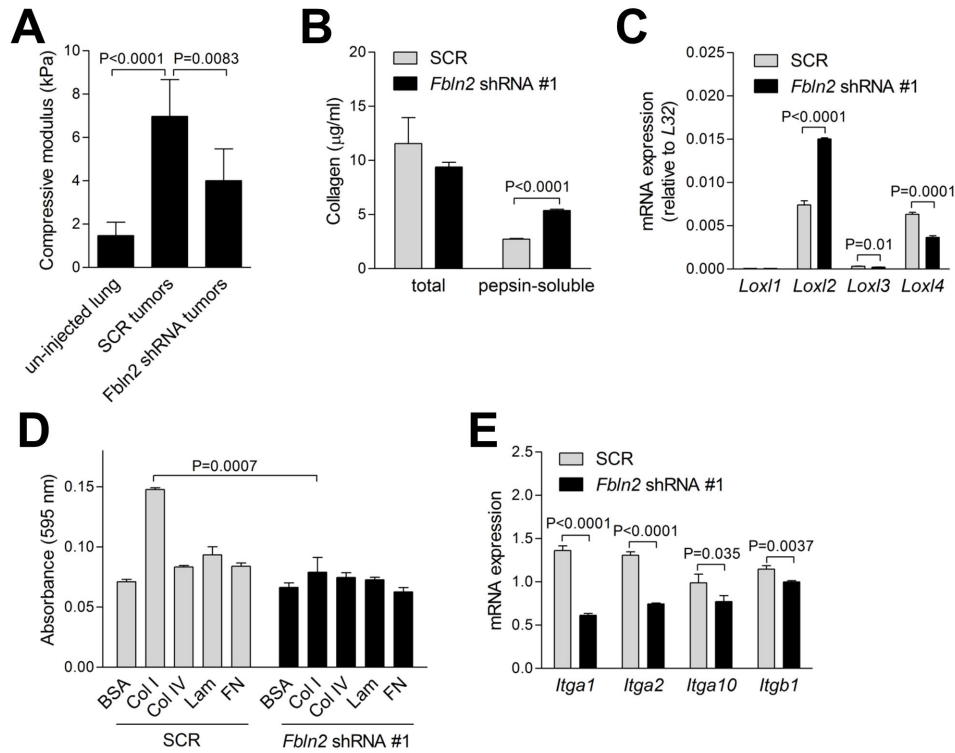 A
Compressive modulus (kPa)
10
8
6
4
2
0
P<0.0001
P=0.0083
un-injected lung
SCR tumors
Fbln2 shRNA tumors
B
Collagen (µg/ml)
20
15
10
5
0
SCR
Fbln2 shRNA #1
P<0.0001
total
pepsin-soluble
C
mRNA expression
(relative to L32)
0.025
0.020
0.015
0.010
0.005
0.000
SCR
Fbln2 shRNA #1
P<0.0001
P=0.01
P=0.0001
Loxl1
Loxl2
Loxl3
Loxl4
D
Absorbance (595 nm)
0.15
0.10
0.05
0.00
P=0.0007
BSA
Col I
Col IV
Lam
FN
BSA
Col I
Col IV
Lam
FN
SCR
Fbln2 shRNA #1
E
mRNA expression
2.5
2.0
1.5
1.0
0.5
0.0
SCR
Fbln2 shRNA #1
P<0.0001
P<0.0001
P=0.035
P=0.0037
Itga1
Itga2
Itga10
Itgb1